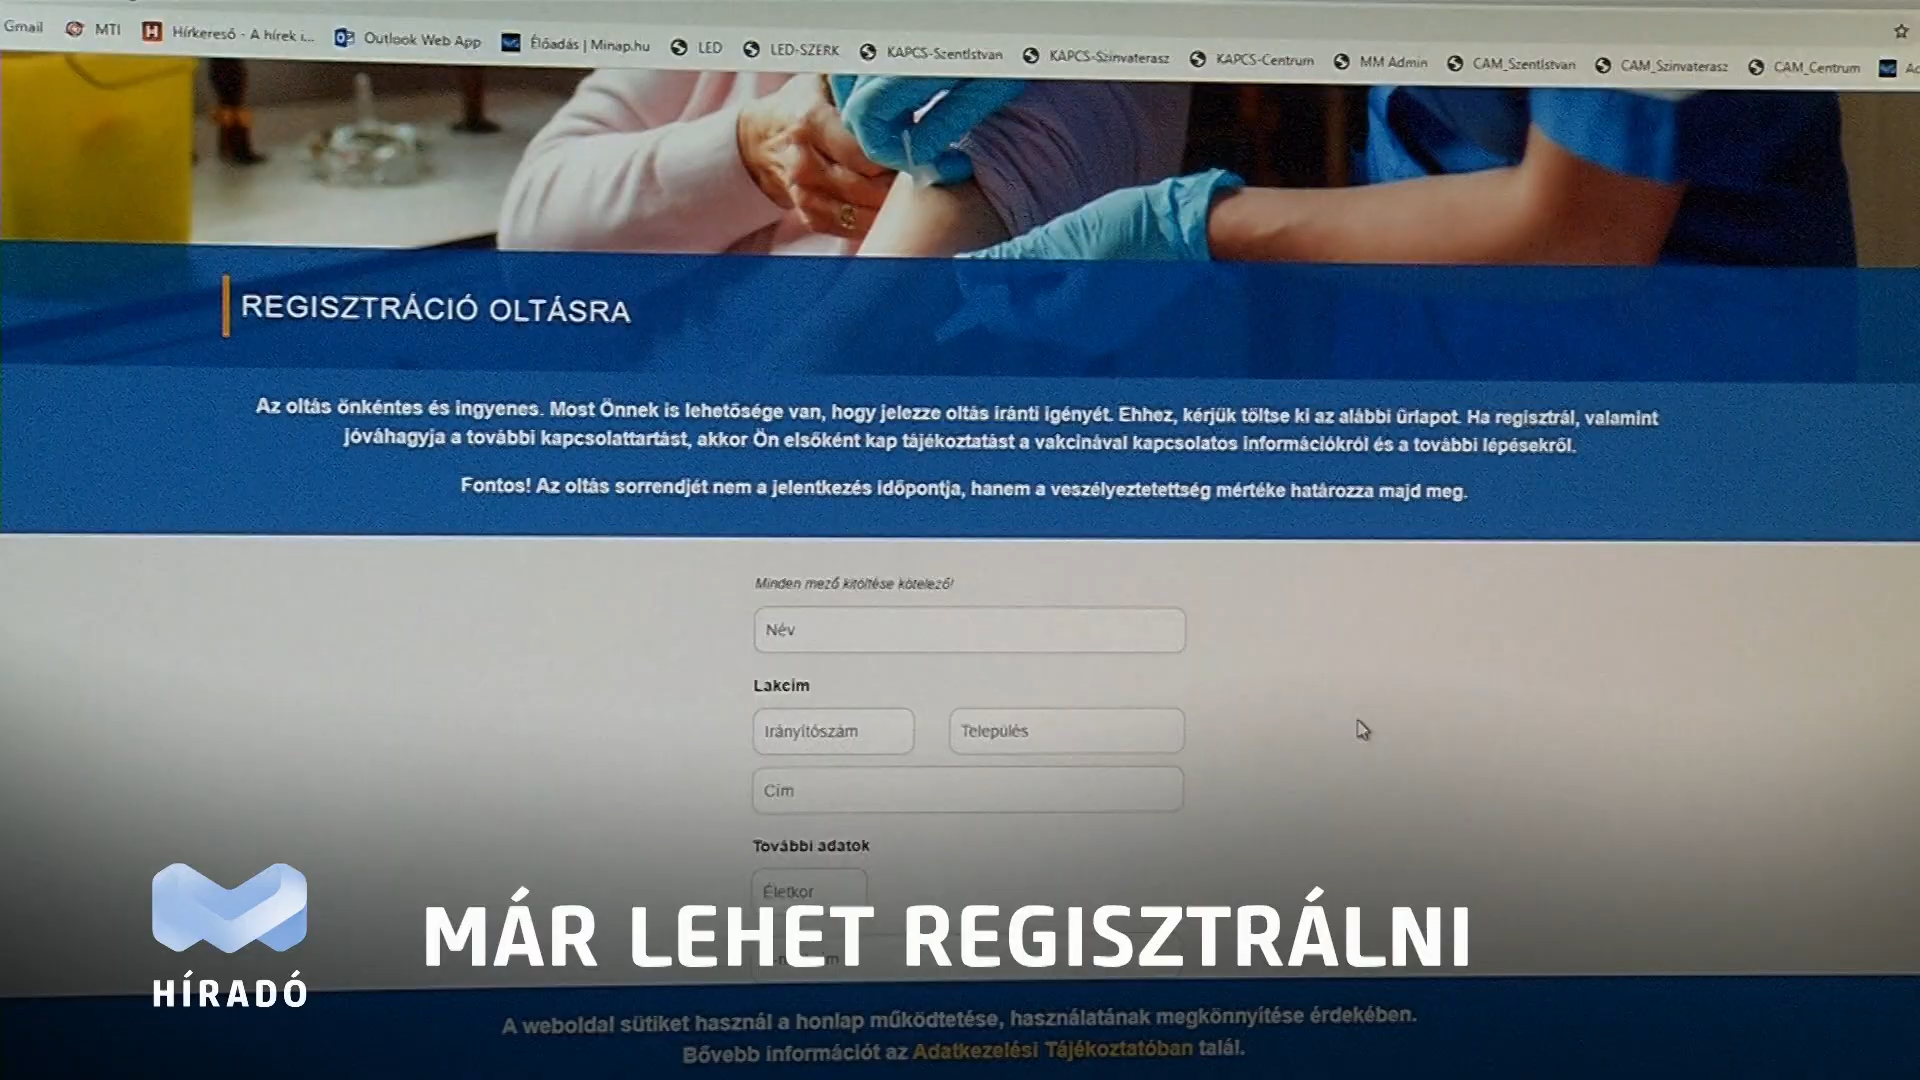 Gmail MTI Hírkereső - A hírek i... Outlook Web App Előadás | Minap.hu LED LED-SZERK KAPCS-SzentIstvan KAPCS-Szinvaterasz KAPCS-Centrum MM Admin CAM_SzentIstvan CAM_Szinvaterasz CAM_Centrum
REGISZTRÁCIÓ OLTÁSRA
Az oltás önkéntes és ingyenes. Most Önnek is lehetősége van, hogy jelezze oltás iránti igényét. Ehhez, kérjük töltse ki az alábbi űrlapot. Ha regisztrál, valamint
jóváhagyja a további kapcsolattartást, akkor Ön elsőként kap tájékoztatást a vakcinával kapcsolatos információkról és a további lépésekről.
Fontos! Az oltás sorrendjét nem a jelentkezés időpontja, hanem a veszélyeztetettség mértéke határozza majd meg.
Minden mező kitöltése kötelező!
Név
Lakcím
Irányítószám Település
Cím
További adatok
Életkor
MÁR LEHET REGISZTRÁLNI
HÍRADÓ
A weboldal sütiket használ a honlap működtetése, használatának megkönnyítése érdekében.
Bővebb információt az Adatkezelési Tájékoztatóban talál.